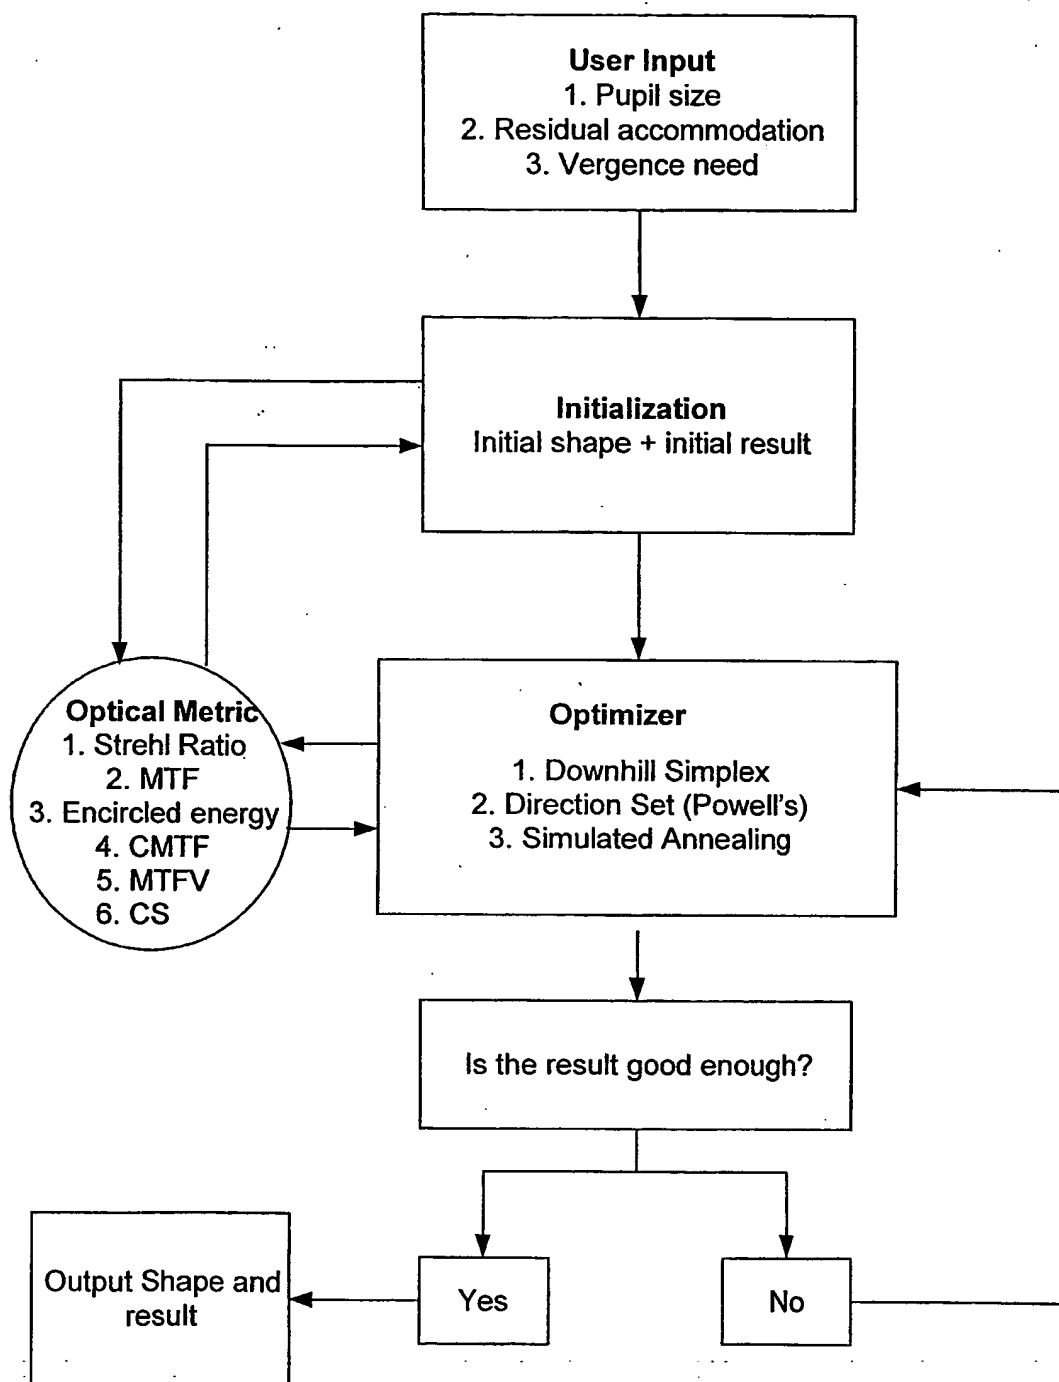 User Input
1. Pupil size
2. Residual accommodation
3. Vergence need
Initialization
Initial shape + initial result
Optical Metric
1. Strehl Ratio
2. MTF
3. Encircled energy
4. CMTF
5. MTFV
6. CS
Optimizer
1. Downhill Simplex
2. Direction Set (Powell's)
3. Simulated Annealing
Is the result good enough?
Yes
No
Output Shape and
result